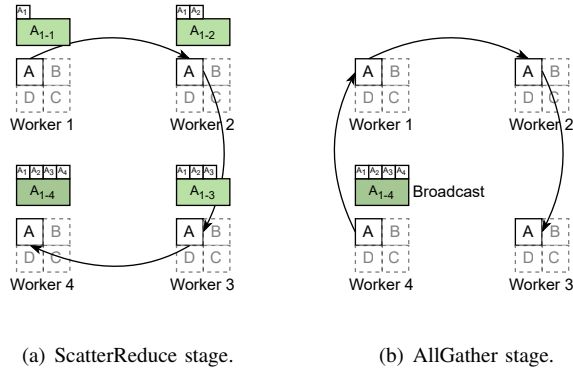 A1
A1-1
A B
D C
Worker 1
A1 A2
A1-2
A B
D C
Worker 2
A1 A2 A3 A4
A1-4
A B
D C
Worker 4
A1 A2 A3
A1-3
A B
D C
Worker 3
(a) ScatterReduce stage.
A B
D C
Worker 1
A B
D C
Worker 2
A1 A2 A3 A4
A1-4
Broadcast
A B
D C
Worker 4
A B
D C
Worker 3
(b) AllGather stage.